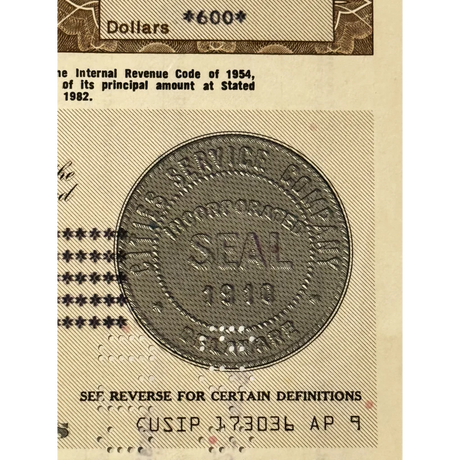 Dollars *600*
he Internal Revenue Code of 1954,
of its principal amount at Stated
1982.
the
d
CITIES SERVICE COMPANY
INCORPORATED
SEAL
1910
DELAWARE
*****
*****
*****
*****
*****
SEE REVERSE FOR CERTAIN DEFINITIONS
CUSIP 173036 AP 9
s